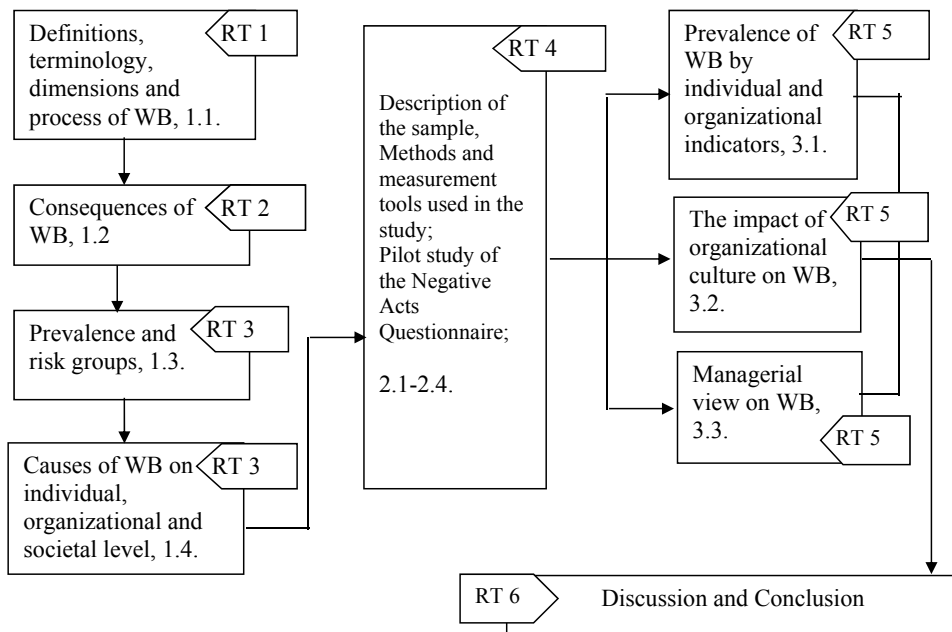 Definitions,
terminology,
dimensions and
process of WB, 1.1.
RT 1
Consequences of
WB, 1.2
RT 2
Prevalence and
risk groups, 1.3.
RT 3
Causes of WB on
individual,
organizational and
societal level, 1.4.
RT 3
RT 4
Description of
the sample,
Methods and
measurement
tools used in the
study;
Pilot study of
the Negative
Acts
Questionnaire;
2.1-2.4.
Prevalence of
WB by
individual and
organizational
indicators, 3.1.
RT 5
The impact of
organizational
culture on WB,
3.2.
RT 5
Managerial
view on WB,
3.3.
RT 5
RT 6
Discussion and Conclusion